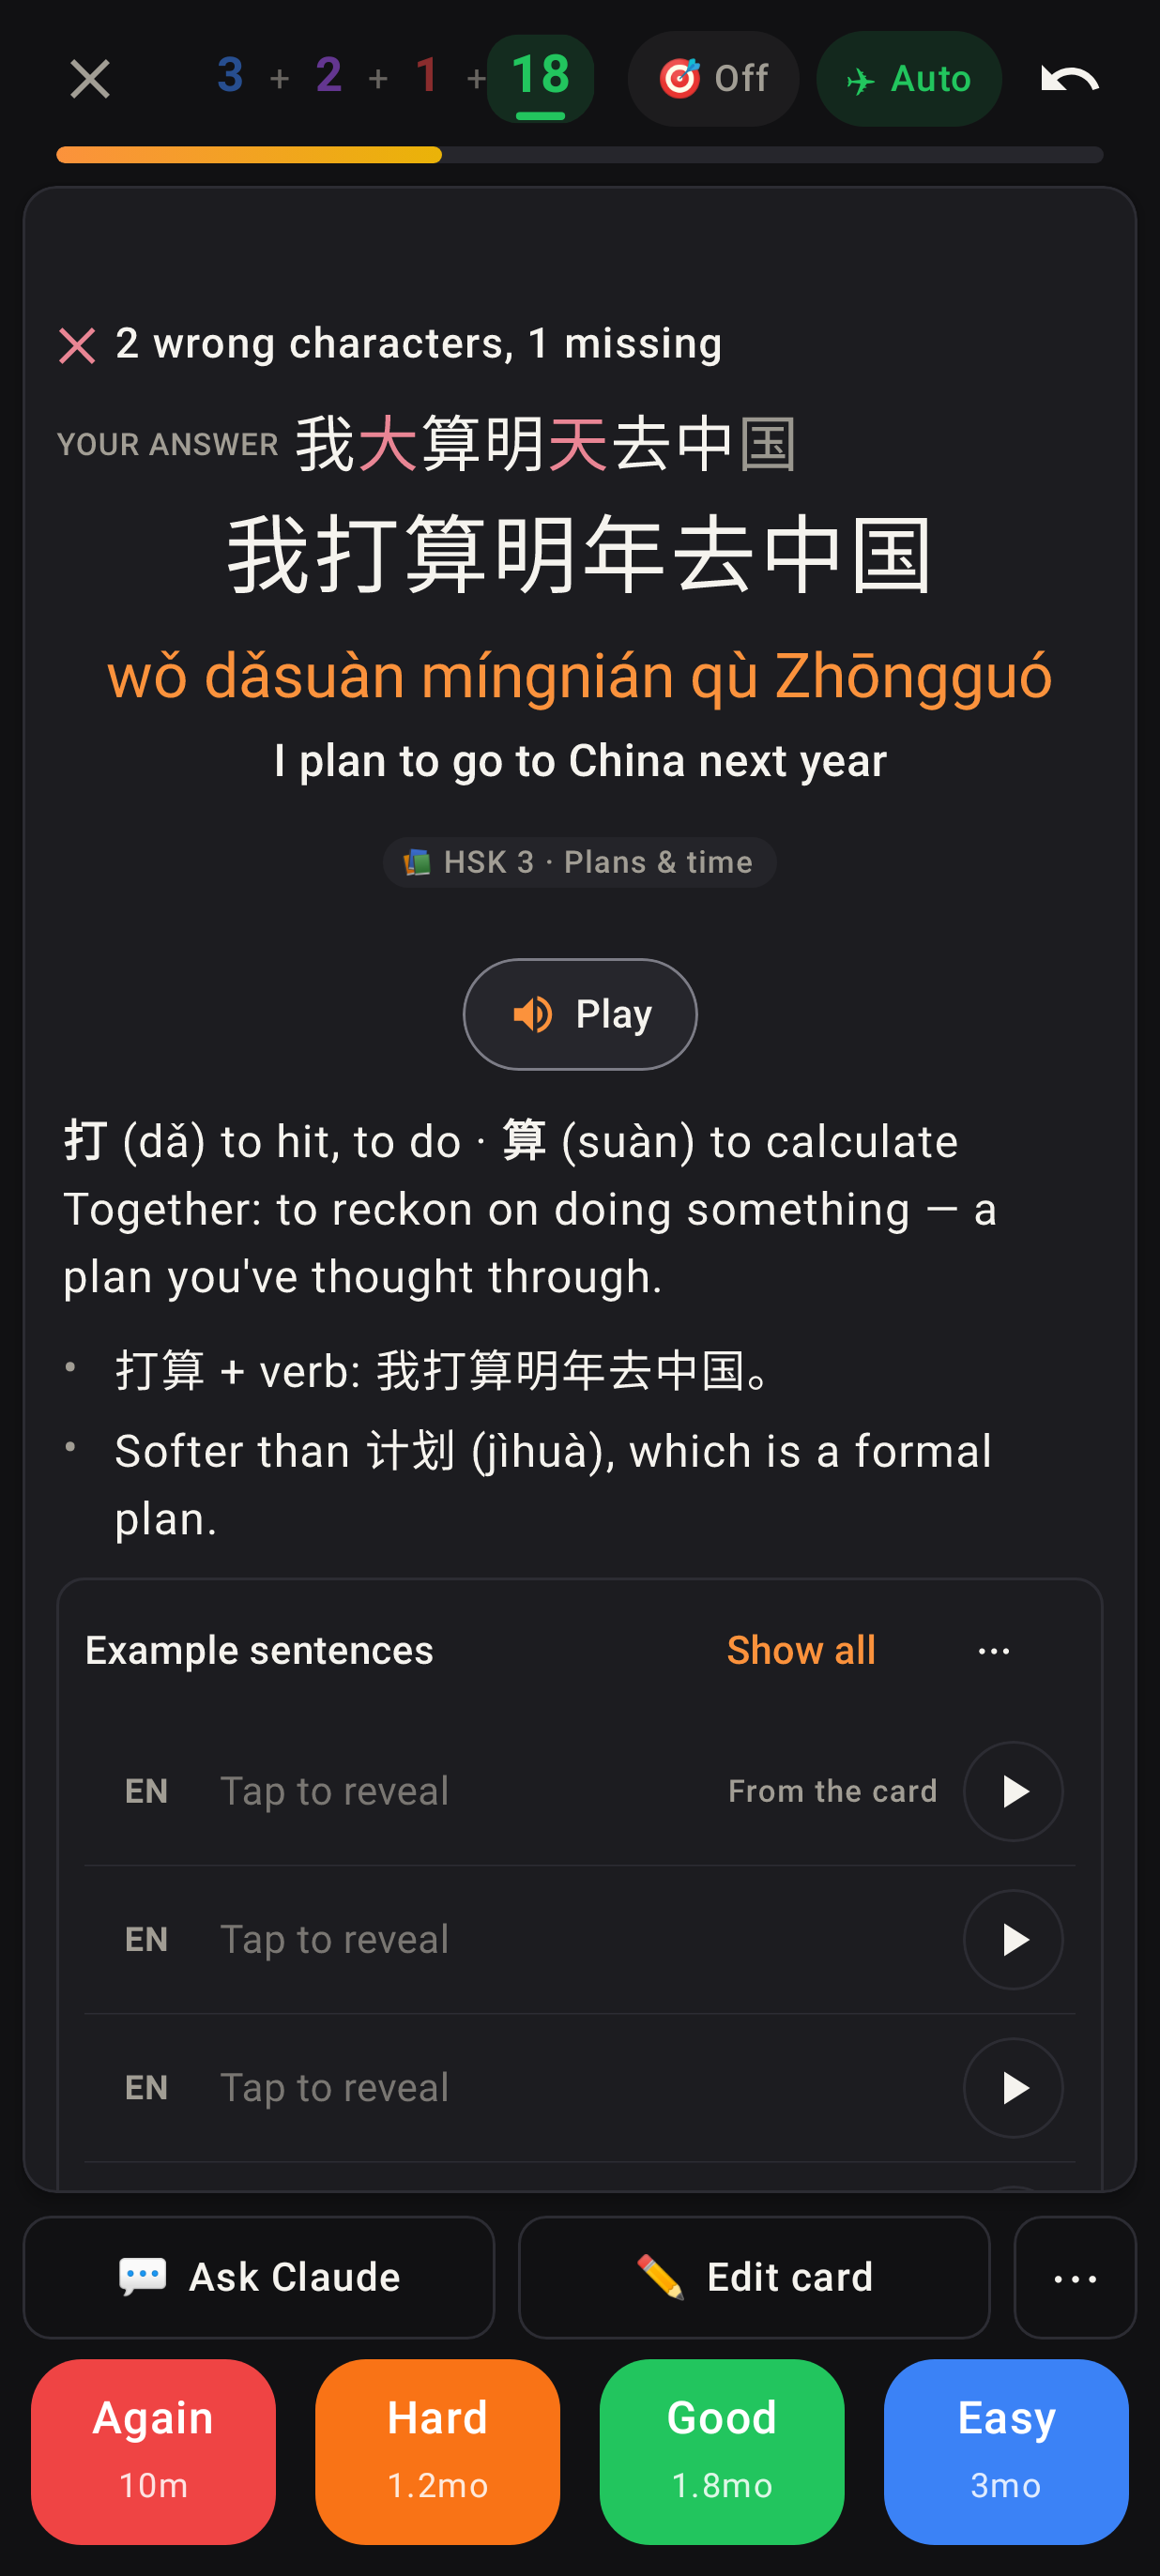 3 + 2 + 1 + 18 Off Auto
2 wrong characters, 1 missing
YOUR ANSWER 我大算明天去中国
我打算明年去中国
wǒ dǎsuàn míngnián qù Zhōngguó
I plan to go to China next year
HSK 3 · Plans & time
Play
打 (dǎ) to hit, to do · 算 (suàn) to calculate
Together: to reckon on doing something — a
plan you've thought through.
• 打算 + verb: 我打算明年去中国。
• Softer than 计划 (jìhuà), which is a formal
plan.
Example sentences Show all ...
EN Tap to reveal From the card
EN Tap to reveal
EN Tap to reveal
Ask Claude Edit card ...
Again Hard Good Easy
10m 1.2mo 1.8mo 3mo